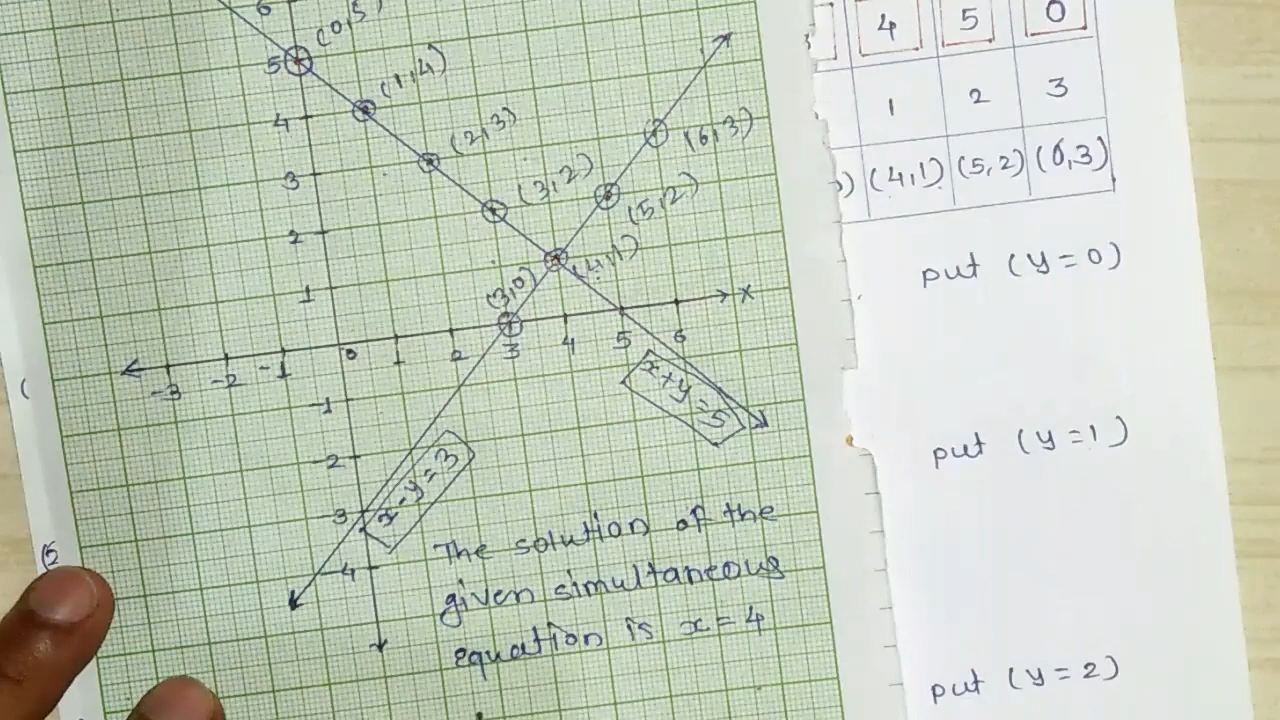 6
5 (0,5)
(1,4)
4
(2,3)
3
(3,2)
(6,3)
2
(5,2)
(4,1)
1
(3,0)
X
-3 -2 -1 0 1 2 3 4 5 6
-1
x+y=5
-2
x-y=3
-3
-4
The solution of the
given simultaneous
equation is x=4
4 5 0
1 2 3
(4,1) (5,2) (6,3)
put (y=0)
put (y=1)
put (y=2)